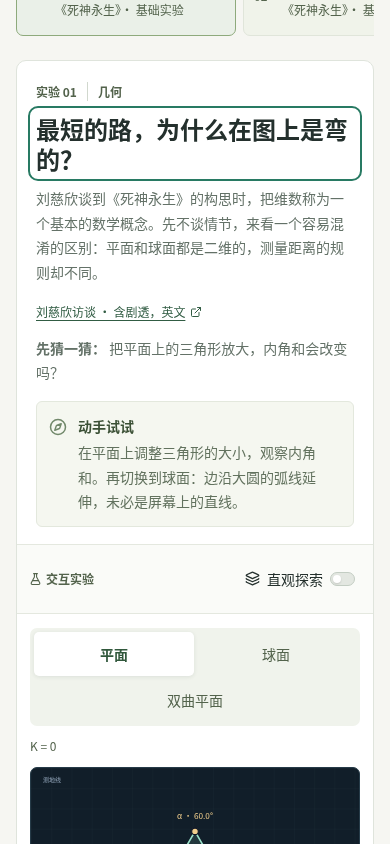 《死神永生》· 基础实验
《死神永生》· 基
实验 01 几何
最短的路，为什么在图上是弯
的？
刘慈欣谈到《死神永生》的构思时，把维数称为一
个基本的数学概念。先不谈情节，来看一个容易混
淆的区别：平面和球面都是二维的，测量距离的规
则却不同。
刘慈欣访谈 · 含剧透，英文
先猜一猜： 把平面上的三角形放大，内角和会改变
吗？
动手试试
在平面上调整三角形的大小，观察内角
和。再切换到球面：边沿大圆的弧线延
伸，未必是屏幕上的直线。
交互实验 直观探索
平面 球面
双曲平面
K = 0
测地线
α · 60.0°